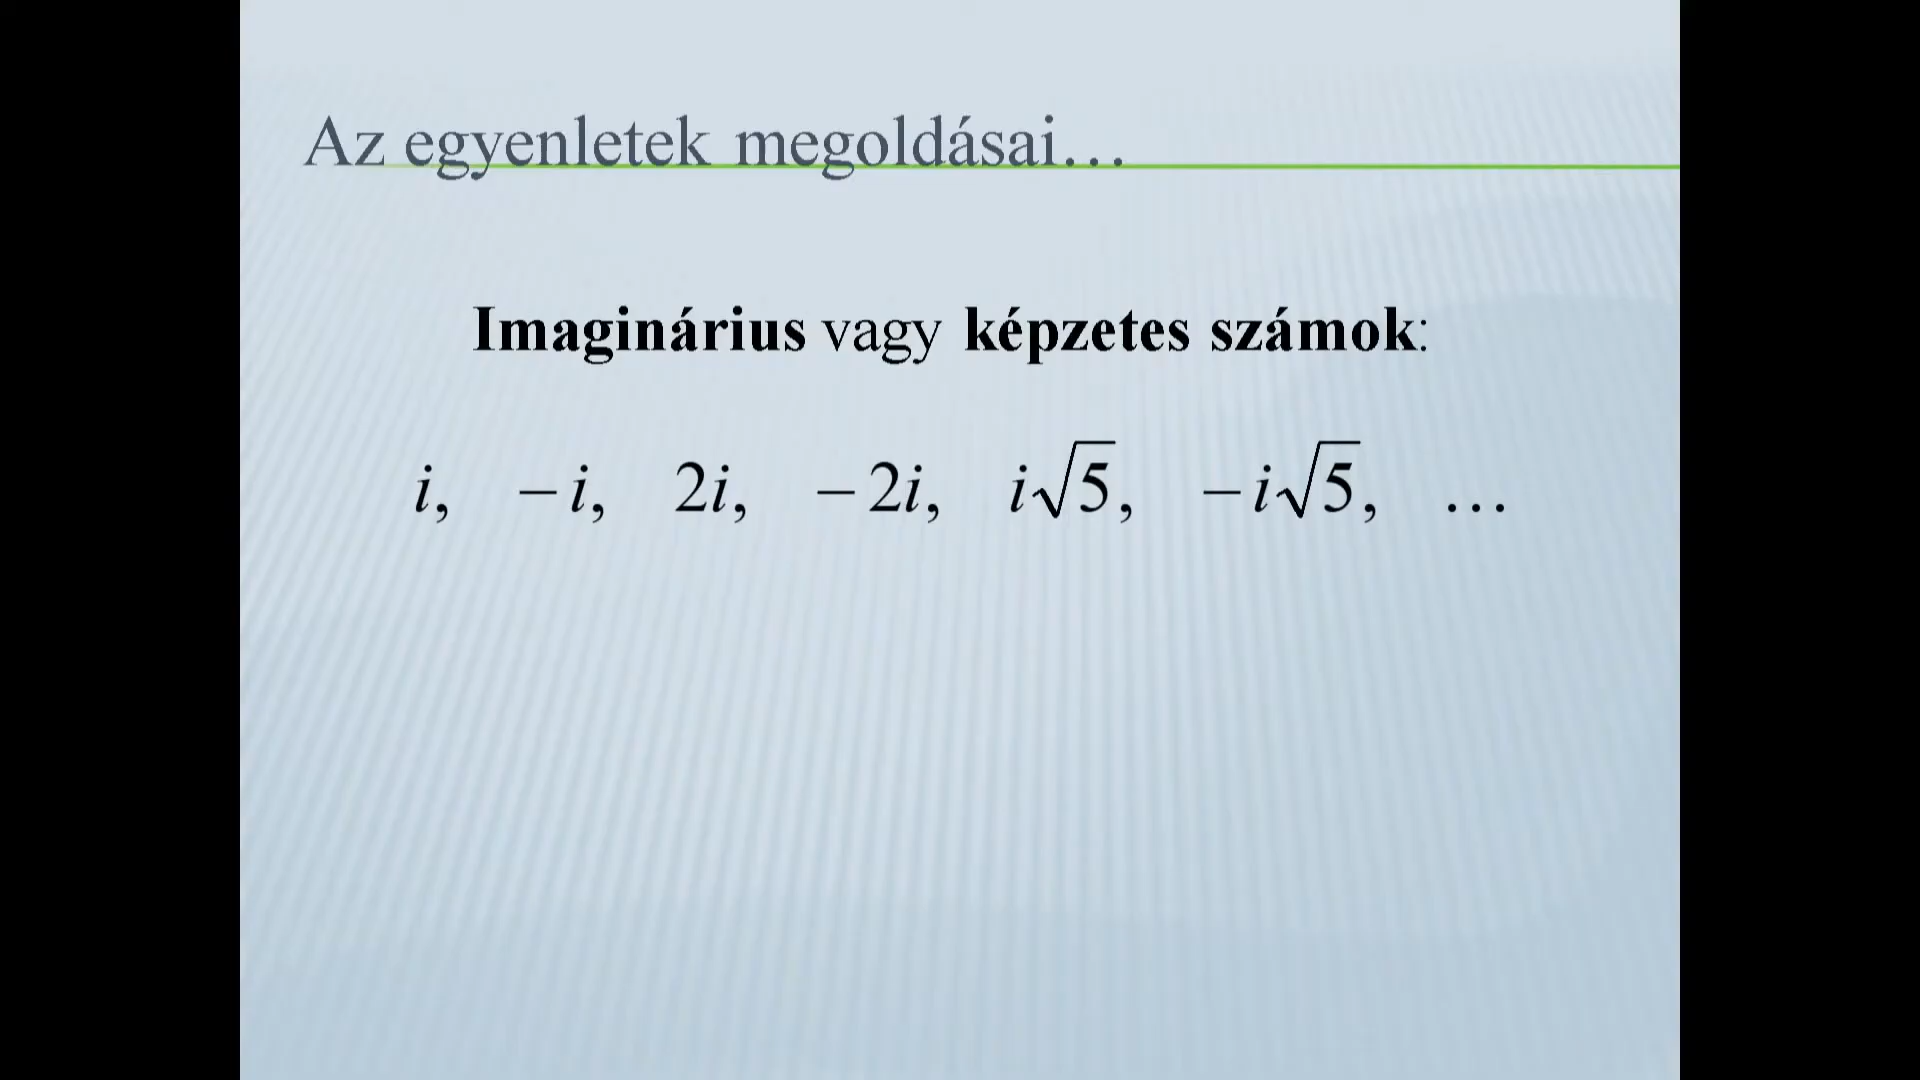 Az egyenletek megoldásai…
Imaginárius vagy képzetes számok:
i, −i, 2i, −2i, i√5, −i√5, …